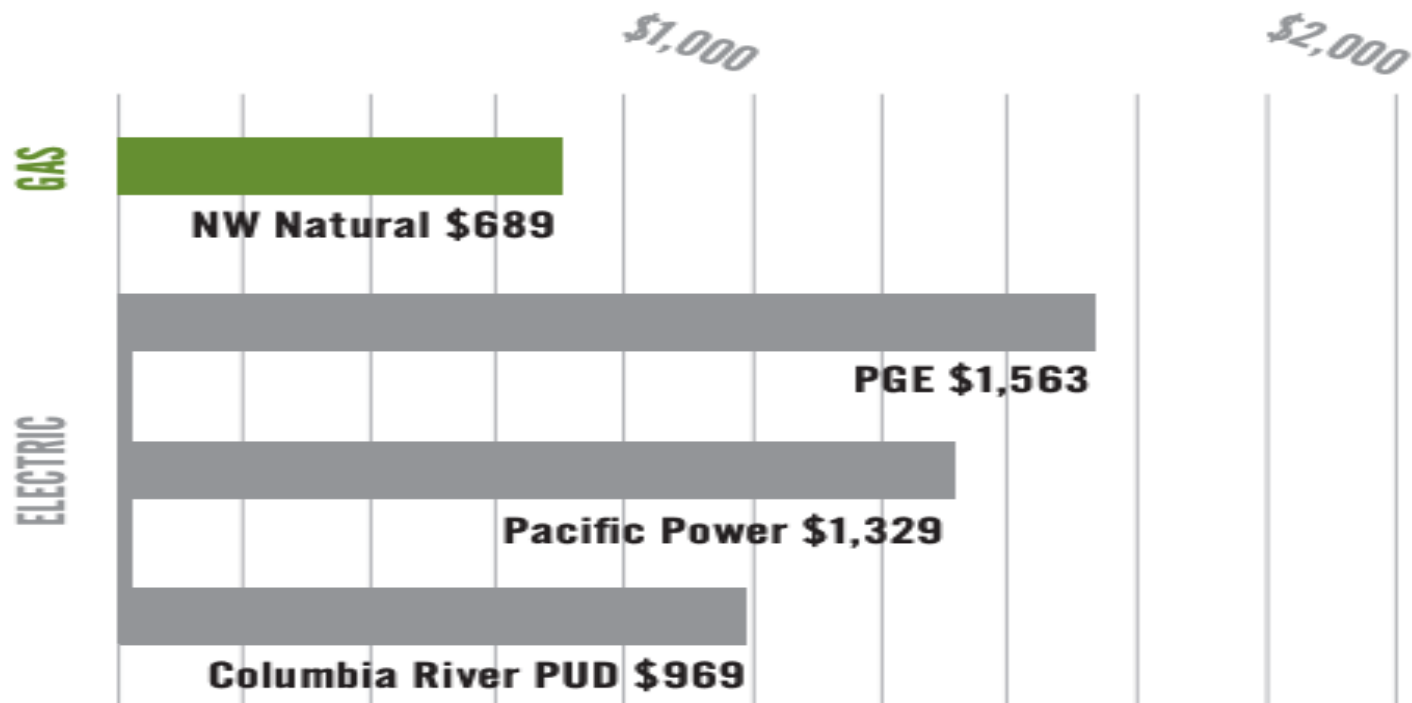 $1,000
$2,000
GAS
NW Natural $689
PGE $1,563
ELECTRIC
Pacific Power $1,329
Columbia River PUD $969